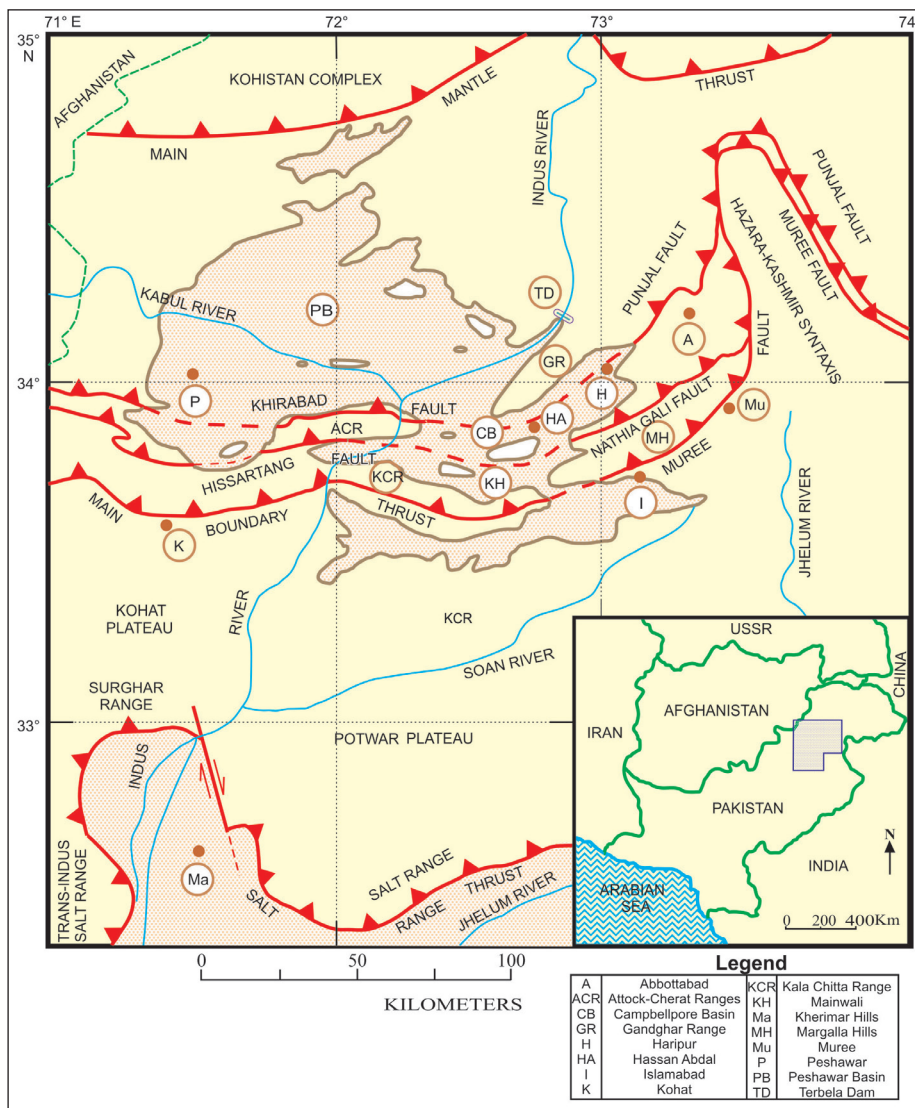 71° E
72°
73°
74
35°
N
AFGHANISTAN
KOHISTAN COMPLEX
MAIN
MANTLE
THRUST
INDUS RIVER
PUNJAL FAULT
MUREE FAULT
HAZARA-KASHMIR SYNTAXIS
PUNJAL FAULT
FAULT
KABUL RIVER
PB
TD
GR
A
34°
P
KHIRABAD
FAULT
ACR
CB
HA
H
NATHIA GALI FAULT
Mu
MH
HISSARTANG
FAULT
KCR
KH
MUREE
MAIN
BOUNDARY
THRUST
I
K
JHELUM RIVER
KOHAT
PLATEAU
RIVER
KCR
SOAN RIVER
SURGHAR
RANGE
33°
POTWAR PLATEAU
INDUS
TRANS-INDUS
SALT RANGE
Ma
SALT
RANGE
THRUST
SALT RANGE
JHELUM RIVER
USSR
CHINA
AFGHANISTAN
IRAN
PAKISTAN
INDIA
N
ARABIAN
SEA
0 200 400Km
0 50 100
KILOMETERS
Legend
A Abbottabad KCR Kala Chitta Range
ACR Attock-Cherat Ranges KH Mainwali
CB Campbellpore Basin Ma Kherimar Hills
GR Gandghar Range MH Margalla Hills
H Haripur Mu Muree
HA Hassan Abdal P Peshawar
I Islamabad PB Peshawar Basin
K Kohat TD Terbela Dam